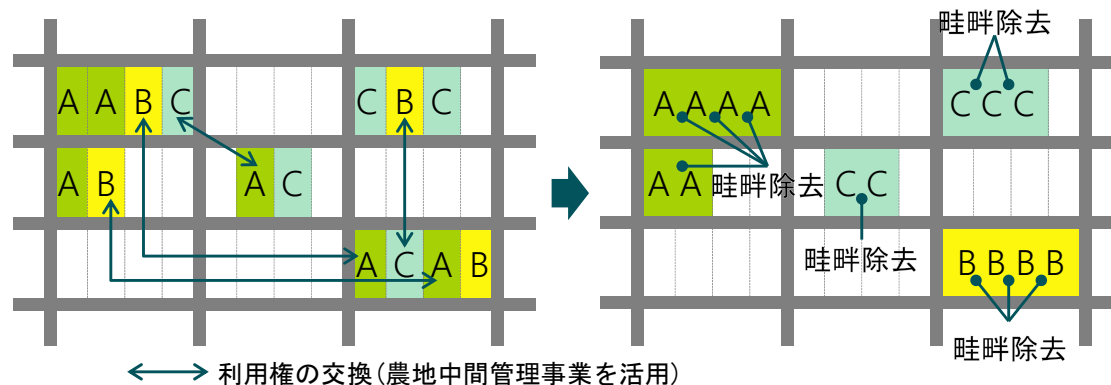 畦畔除去
A A B C
C B C
A A A A
C C C
A B
A C
A A
畦畔除去
C C
A C A B
畦畔除去
B B B B
畦畔除去
利用権の交換(農地中間管理事業を活用)